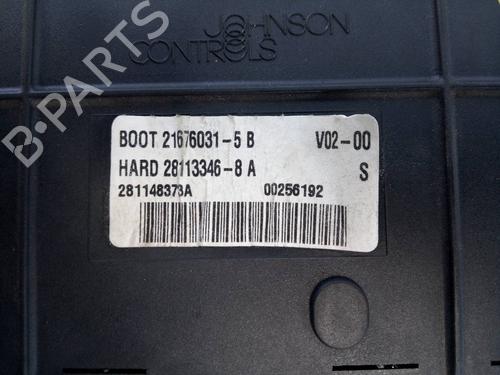 JOHNSON
CONTROLS
B-PARTS
BOOT 21676031-5 B V02-00
HARD 28113346-8 A S
281148373A 00256192